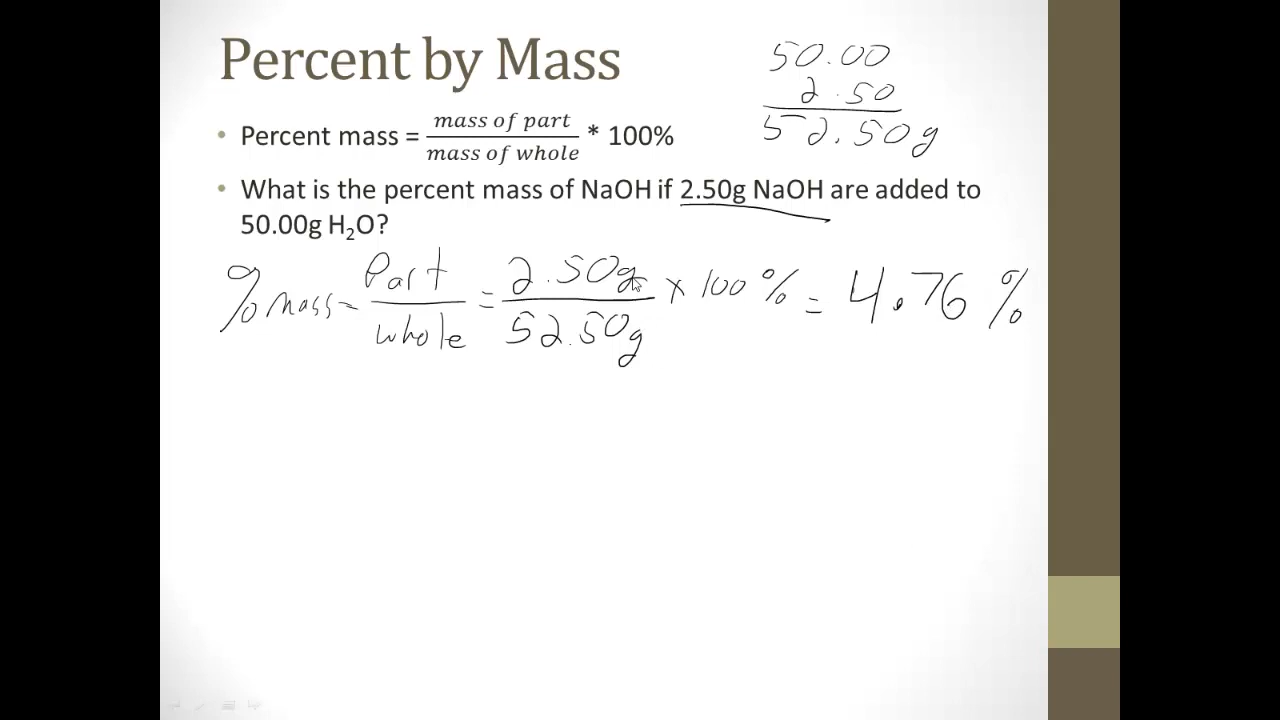 Percent by Mass
50.00
2.50
52.50g
• Percent mass = mass of part / mass of whole * 100%
• What is the percent mass of NaOH if 2.50g NaOH are added to
50.00g H₂O?
% mass = Part / whole = 2.50g / 52.50g x 100 % = 4.76 %